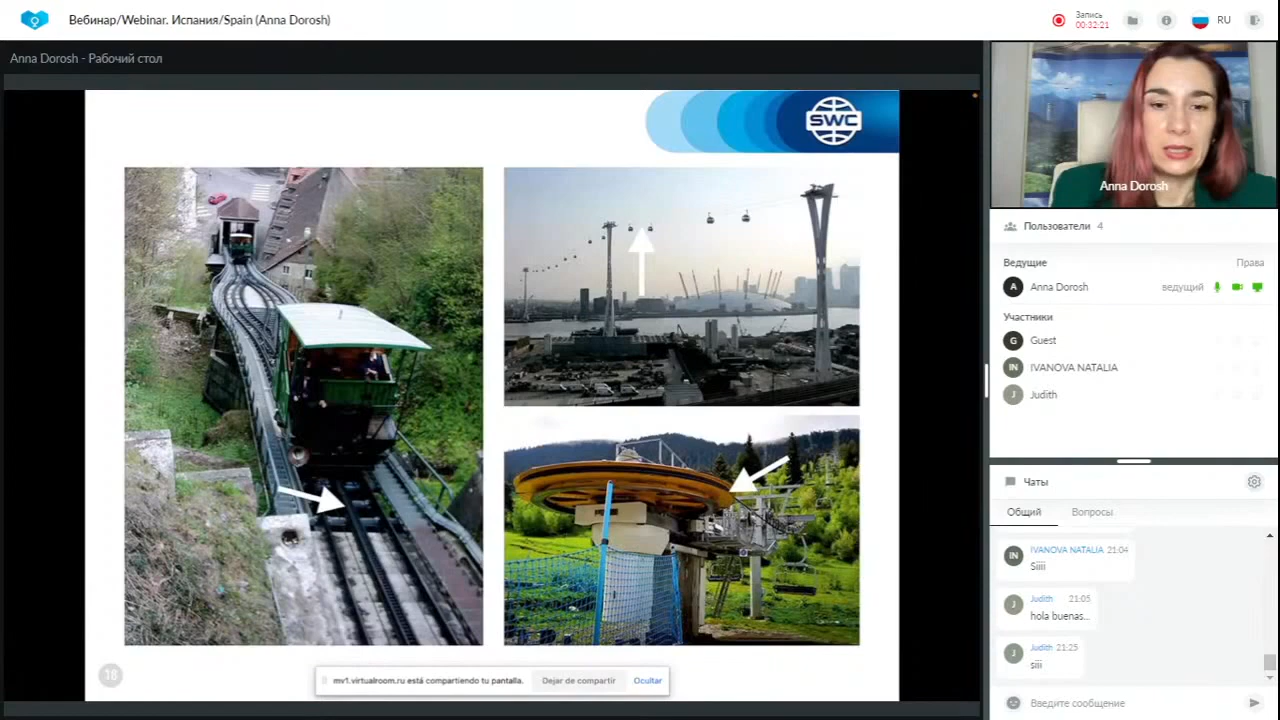 Вебинар/Webinar. Испания/Spain (Anna Dorosh)
Запись
00:32:21
RU
Anna Dorosh - Рабочий стол
SWC
Anna Dorosh
Пользователи 4
Ведущие Права
A Anna Dorosh ведущий
Участники
G Guest
IN IVANOVA NATALIA
J Judith
Чаты
Общий Вопросы
IN IVANOVA NATALIA 21:04
Siiii
J Judith 21:05
hola buenas...
J Judith 21:25
siii
18
mv1.virtualroom.ru está compartiendo tu pantalla. Dejar de compartir Ocultar
Введите сообщение